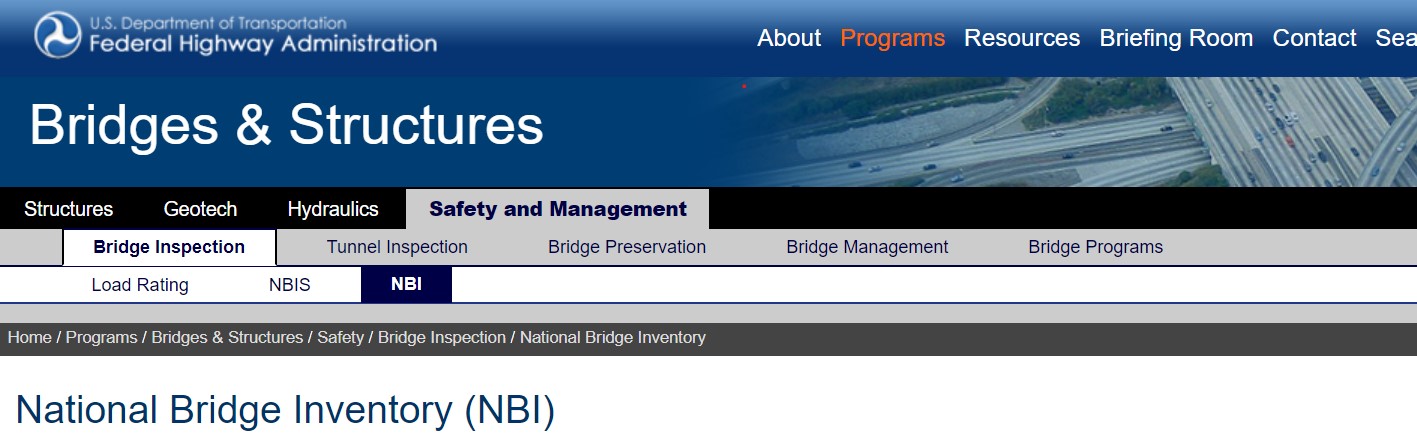 U.S. Department of Transportation
Federal Highway Administration
About Programs Resources Briefing Room Contact Sea
Bridges & Structures
Structures Geotech Hydraulics Safety and Management
Bridge Inspection Tunnel Inspection Bridge Preservation Bridge Management Bridge Programs
Load Rating NBIS NBI
Home / Programs / Bridges & Structures / Safety / Bridge Inspection / National Bridge Inventory
National Bridge Inventory (NBI)